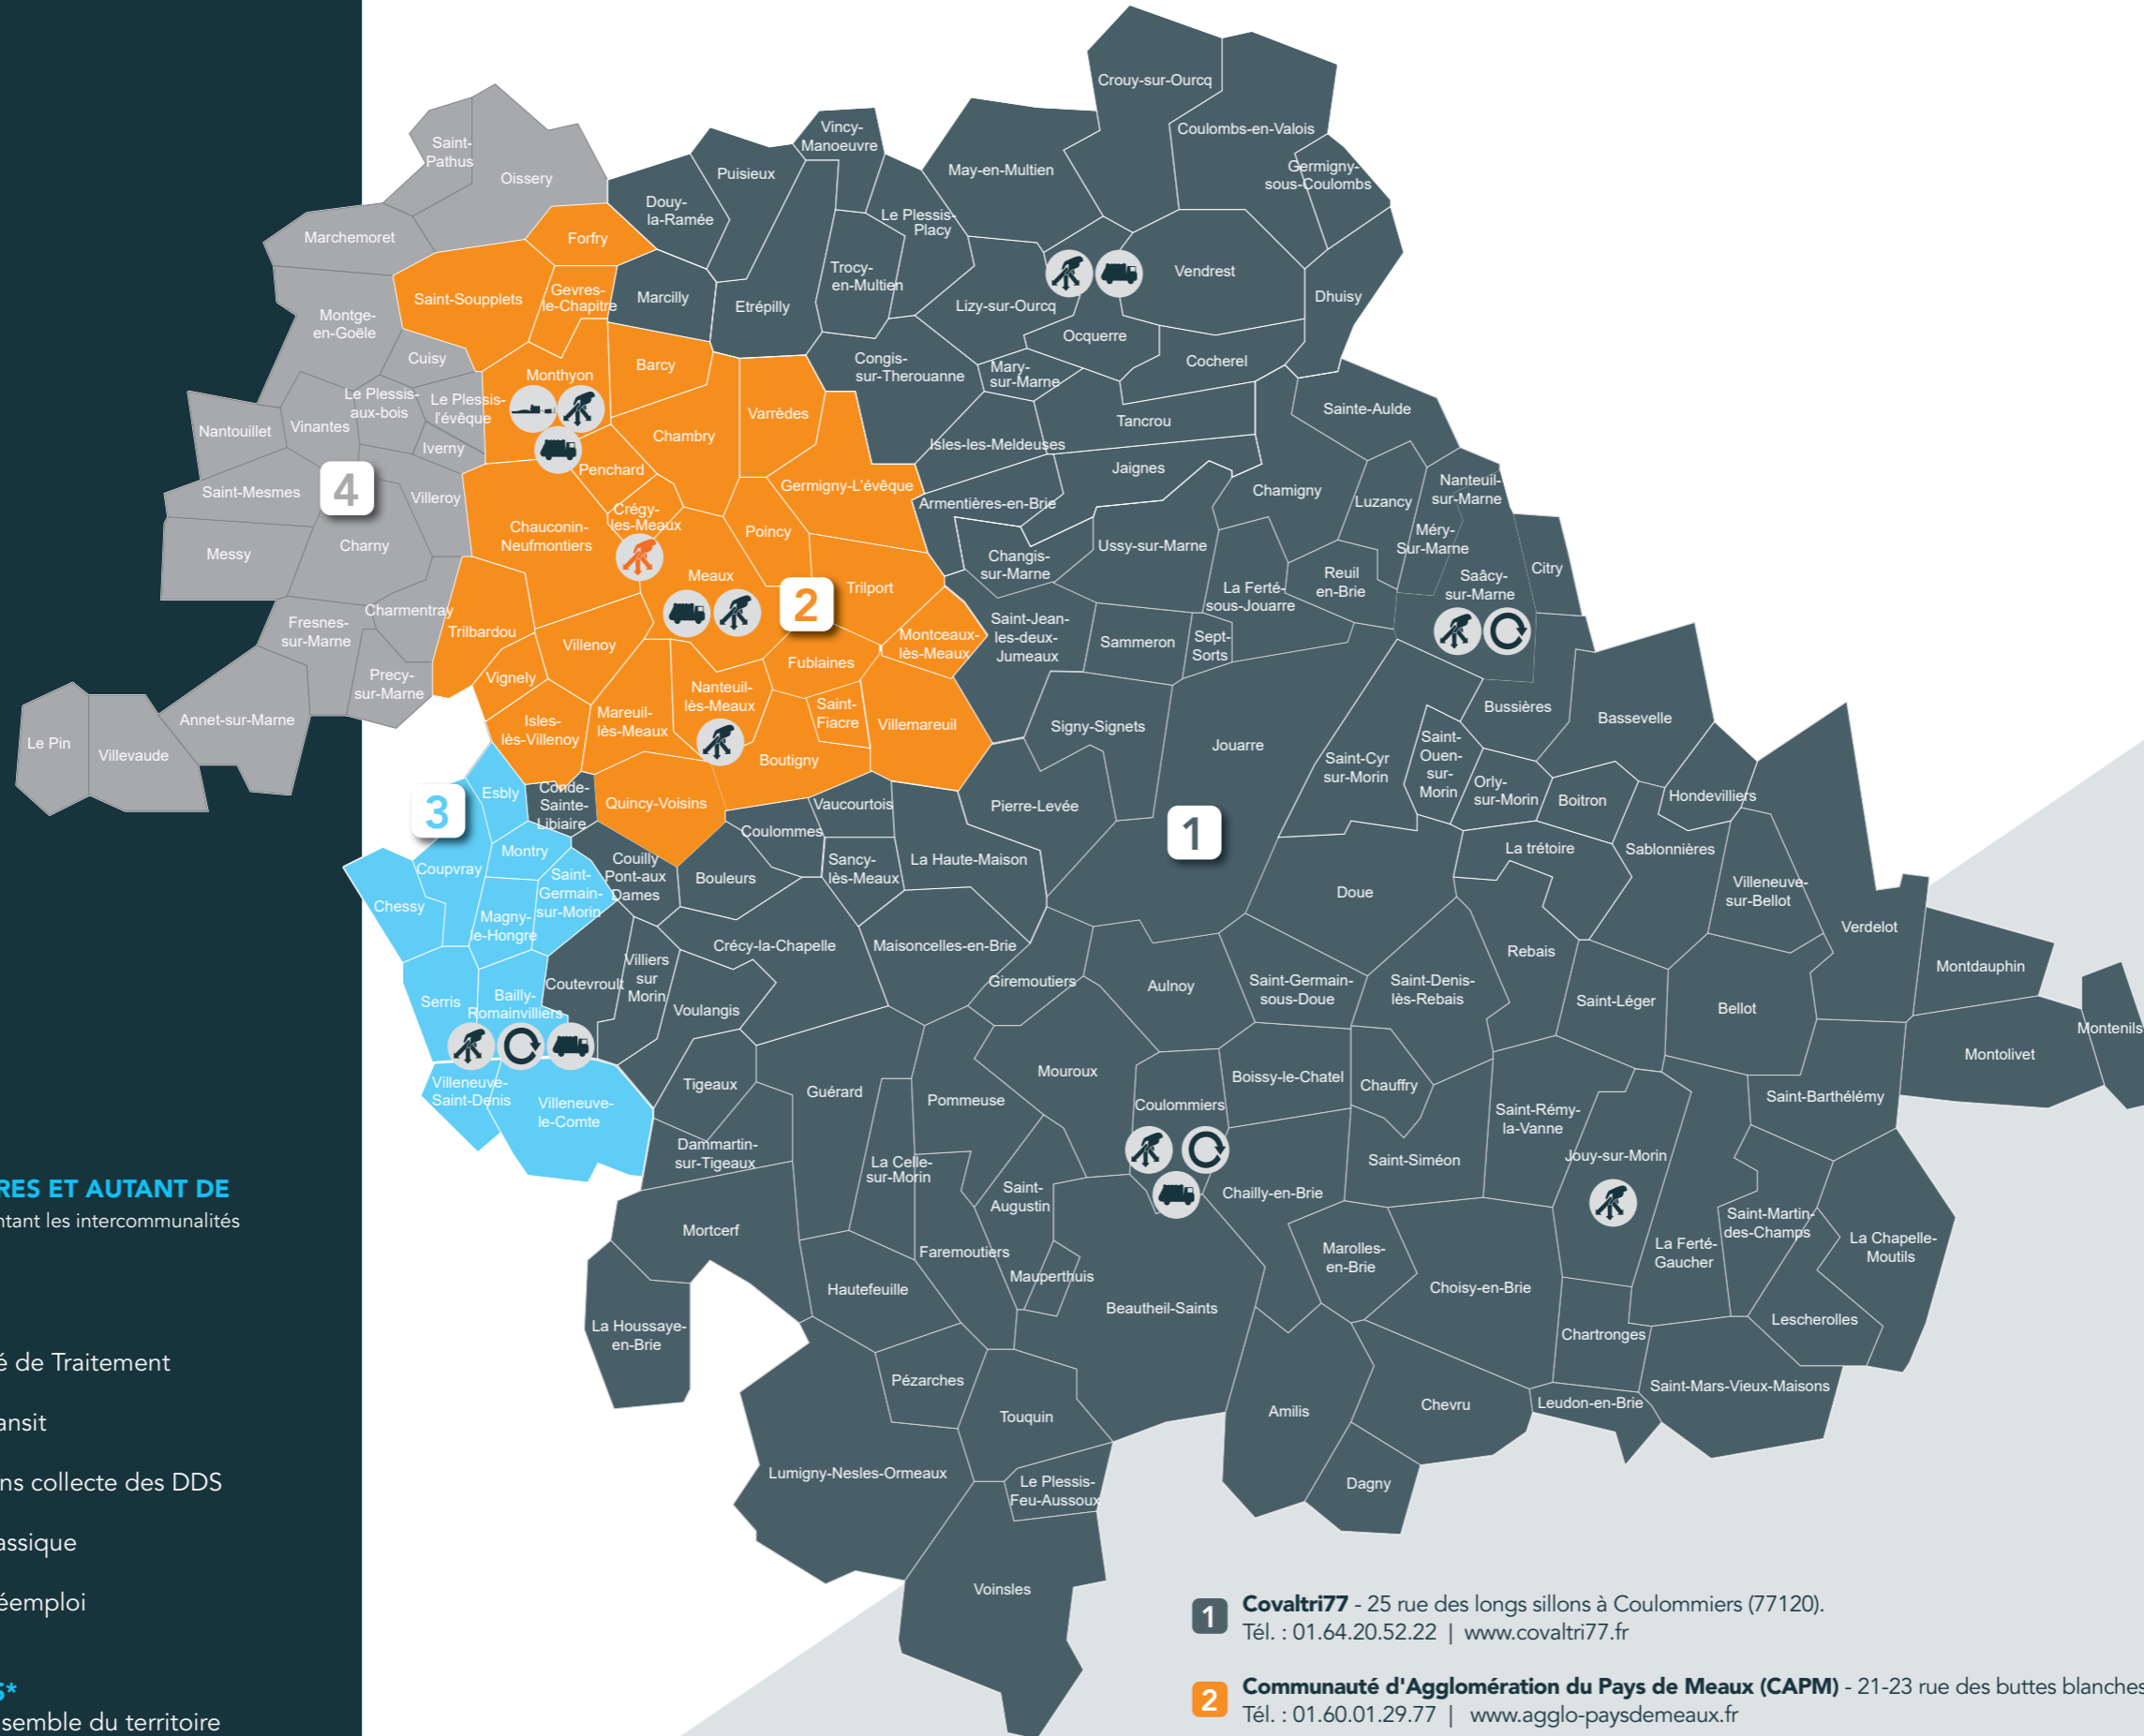 RES ET AUTANT DE
ntant les intercommunalités
é de Traitement
ansit
ns collecte des DDS
assique
éemploi
S*
semble du territoire
Saint-
Pathus
Oissery
Marchemoret
Montge-
en-Goële
Cuisy
Le Plessis-
aux-bois
Le Plessis-
l'évêque
Nantouillet
Vinantes
Iverny
Saint-Mesmes
4
Villeroy
Messy
Charny
Charmentray
Fresnes-
sur-Marne
Precy-
sur-Marne
Annet-sur-Marne
Le Pin
Villevaude
Forfry
Saint-Soupplets
Gevres-
le-Chapitre
Monthyon
Barcy
Varrèdes
Chambry
Penchard
Crégy-
les-Meaux
Germigny-L'évêque
Chauconin-
Neufmontiers
Poincy
Meaux
2
Trilport
Trilbardou
Villenoy
Vignely
Fublaines
Montceaux-
lès-Meaux
Nanteuil-
lès-Meaux
Saint-
Fiacre
Villemareuil
Isles-
lès-Villenoy
Mareuil-
lès-Meaux
Boutigny
Quincy-Voisins
3
Esbly
Montry
Coupvray
Chessy
Saint-
Germain-
sur-Morin
Magny-
le-Hongre
Serris
Bailly-
Romainvilliers
Villeneuve-
Saint-Denis
Villeneuve-
le-Comte
Crouy-sur-Ourcq
Coulombs-en-Valois
Germigny-
sous-Coulombs
Vincy-
Manoeuvre
May-en-Multien
Puisieux
Douy-
la-Ramée
Le Plessis-
Placy
Trocy-
en-Multien
Marcilly
Etrépilly
Lizy-sur-Ourcq
Vendrest
Dhuisy
Ocquerre
Cocherel
Congis-
sur-Therouanne
Mary-
sur-Marne
Tancrou
Sainte-Aulde
Isles-les-Meldeuses
Jaignes
Armentières-en-Brie
Chamigny
Luzancy
Nanteuil-
sur-Marne
Méry-
Sur-Marne
Changis-
sur-Marne
Ussy-sur-Marne
La Ferté-
sous-Jouarre
Reuil
en-Brie
Saâcy-
sur-Marne
Citry
Saint-Jean-
les-deux-
Jumeaux
Sammeron
Sept-
Sorts
Signy-Signets
Jouarre
Bussières
Bassevelle
Saint-Cyr
sur-Morin
Saint-
Ouen-
sur-
Morin
Orly-
sur-Morin
Boitron
Hondevilliers
Pierre-Levée
1
Conde-
Sainte-
Libiaire
Vaucourtois
Coulommes
Couilly
Pont-aux
Dames
Bouleurs
Sancy-
lès-Meaux
La Haute-Maison
La trétoire
Sablonnières
Doue
Villeneuve-
sur-Bellot
Verdelot
Crécy-la-Chapelle
Maisoncelles-en-Brie
Giremoutiers
Aulnoy
Saint-Germain-
sous-Doue
Saint-Denis-
lès-Rebais
Rebais
Saint-Léger
Bellot
Montdauphin
Montolivet
Montenils
Coutevroult
Villiers
sur
Morin
Voulangis
Tigeaux
Guérard
Mouroux
Pommeuse
Coulommiers
Boissy-le-Chatel
Chauffry
Saint-Rémy-
la-Vanne
Saint-Barthélémy
Dammartin-
sur-Tigeaux
La Celle-
sur-Morin
Saint-
Augustin
Chailly-en-Brie
Saint-Siméon
Jouy-sur-Morin
Mortcerf
Faremoutiers
Mauperthuis
Beautheil-Saints
Marolles-
en-Brie
Choisy-en-Brie
La Ferté-
Gaucher
Saint-Martin-
des-Champs
La Chapelle-
Moutils
Hautefeuille
La Houssaye-
en-Brie
Chartronges
Lescherolles
Pézarches
Touquin
Amilis
Chevru
Leudon-en-Brie
Saint-Mars-Vieux-Maisons
Lumigny-Nesles-Ormeaux
Le Plessis-
Feu-Aussoux
Dagny
Voinsles
1 Covaltri77 - 25 rue des longs sillons à Coulommiers (77120).
Tél. : 01.64.20.52.22 | www.covaltri77.fr
2 Communauté d'Agglomération du Pays de Meaux (CAPM) - 21-23 rue des buttes blanches
Tél. : 01.60.01.29.77 | www.agglo-paysdemeaux.fr